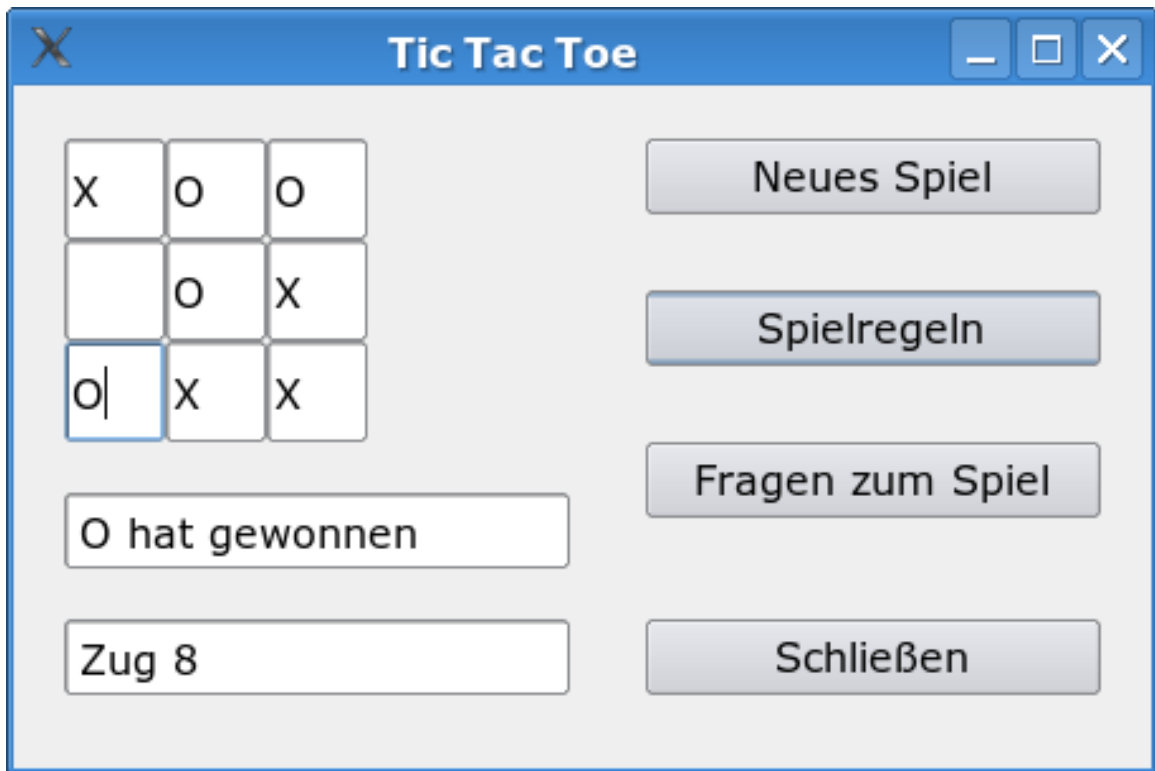 Tic Tac Toe
X O O
O X
O X X
O hat gewonnen
Zug 8
Neues Spiel
Spielregeln
Fragen zum Spiel
Schließen